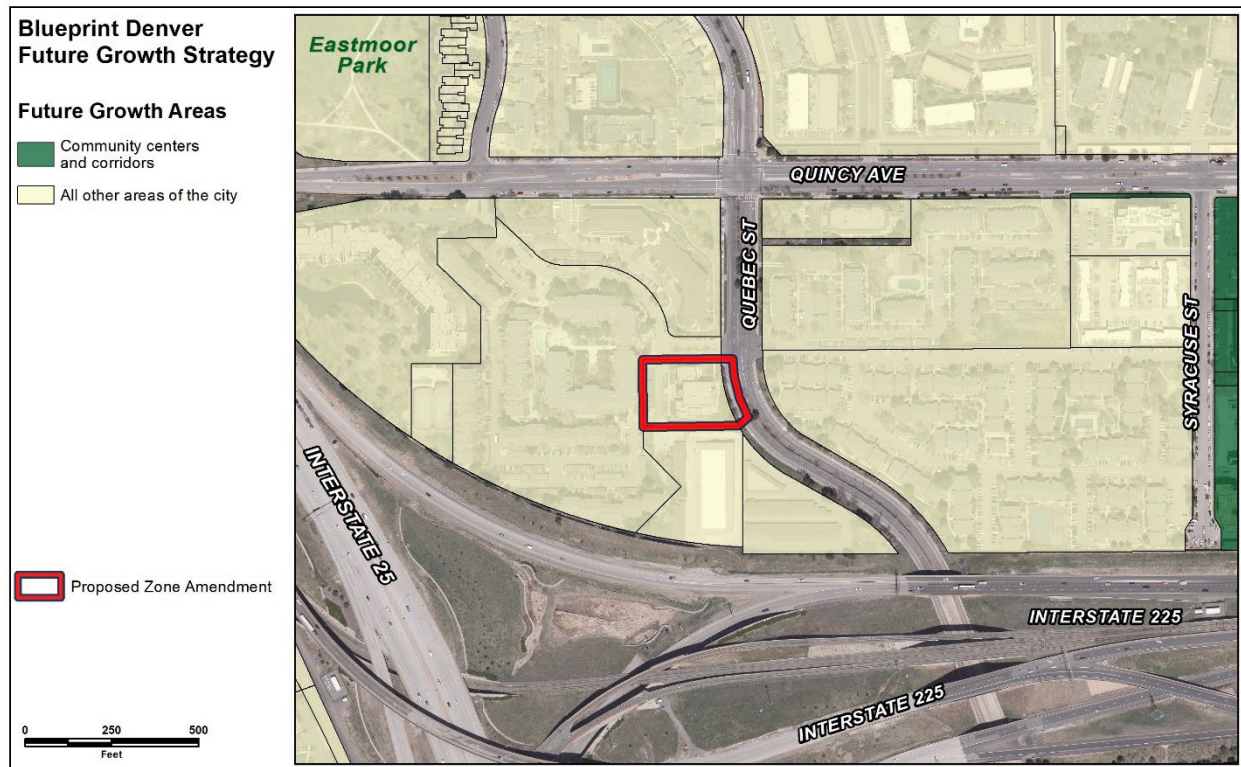 Blueprint Denver
Future Growth Strategy
Future Growth Areas
Community centers
and corridors
All other areas of the city
Proposed Zone Amendment
0 250 500
Feet
Eastmoor
Park
QUINCY AVE
QUEBEC ST
SYRACUSE ST
INTERSTATE 25
INTERSTATE 225
INTERSTATE 225